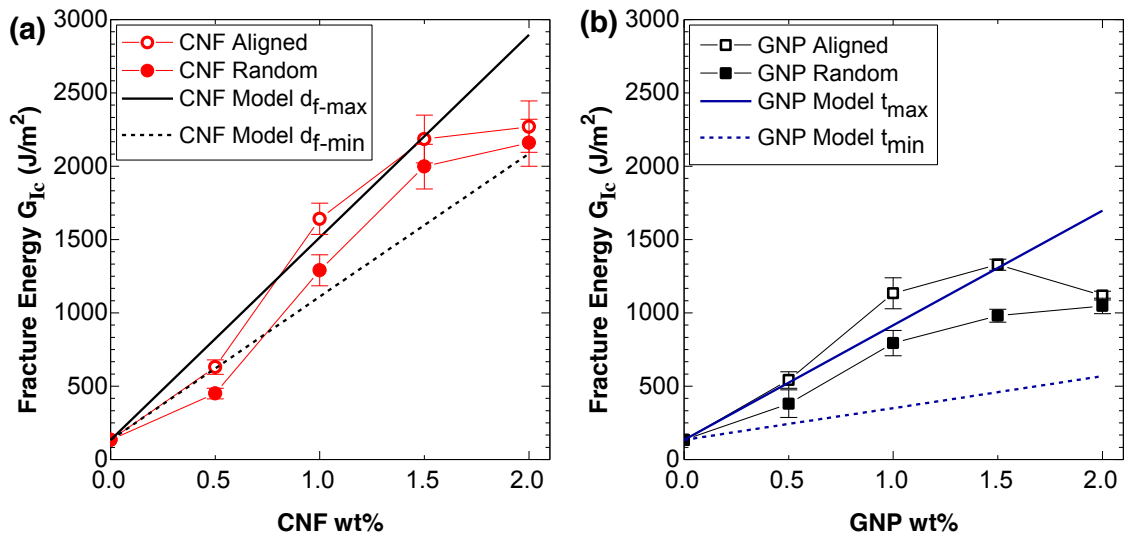 (a)
CNF Aligned
CNF Random
CNF Model d_f-max
CNF Model d_f-min
Fracture Energy G_Ic (J/m²)
3000
2500
2000
1500
1000
500
0
0.0 0.5 1.0 1.5 2.0
CNF wt%
(b)
GNP Aligned
GNP Random
GNP Model t_max
GNP Model t_min
Fracture Energy G_Ic (J/m²)
3000
2500
2000
1500
1000
500
0
0.0 0.5 1.0 1.5 2.0
GNP wt%